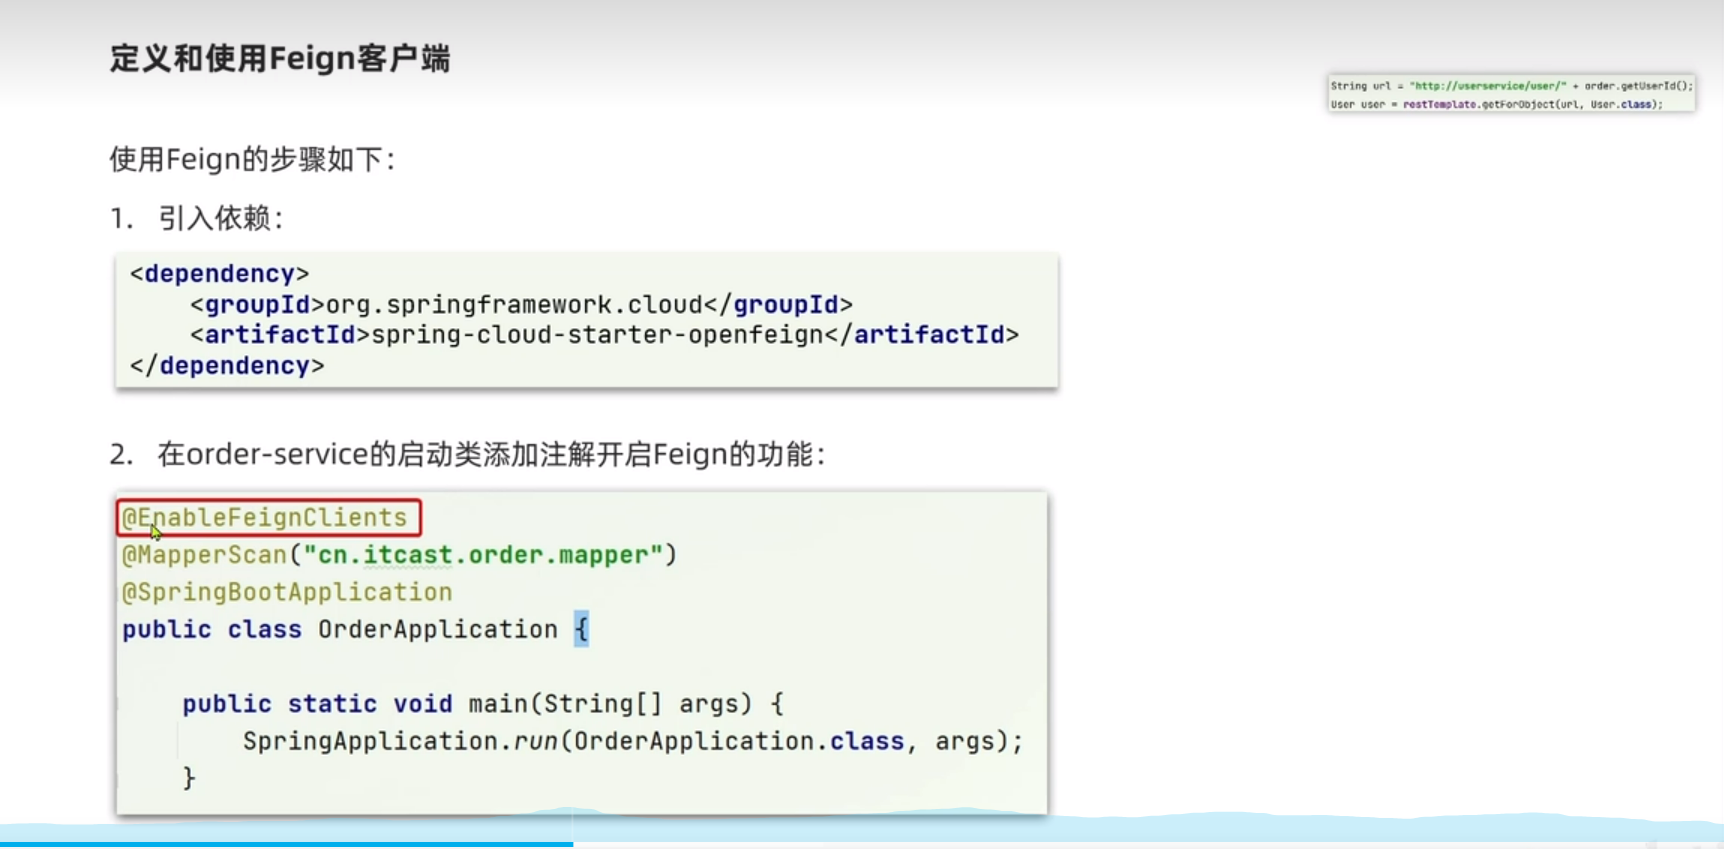 定义和使用Feign客户端
String url = "http://userservice/user/" + order.getUserId();
User user = restTemplate.getForObject(url, User.class);
使用Feign的步骤如下：
1. 引入依赖：
<dependency>
<groupId>org.springframework.cloud</groupId>
<artifactId>spring-cloud-starter-openfeign</artifactId>
</dependency>
2. 在order-service的启动类添加注解开启Feign的功能：
@EnableFeignClients
@MapperScan("cn.itcast.order.mapper")
@SpringBootApplication
public class OrderApplication {
public static void main(String[] args) {
SpringApplication.run(OrderApplication.class, args);
}